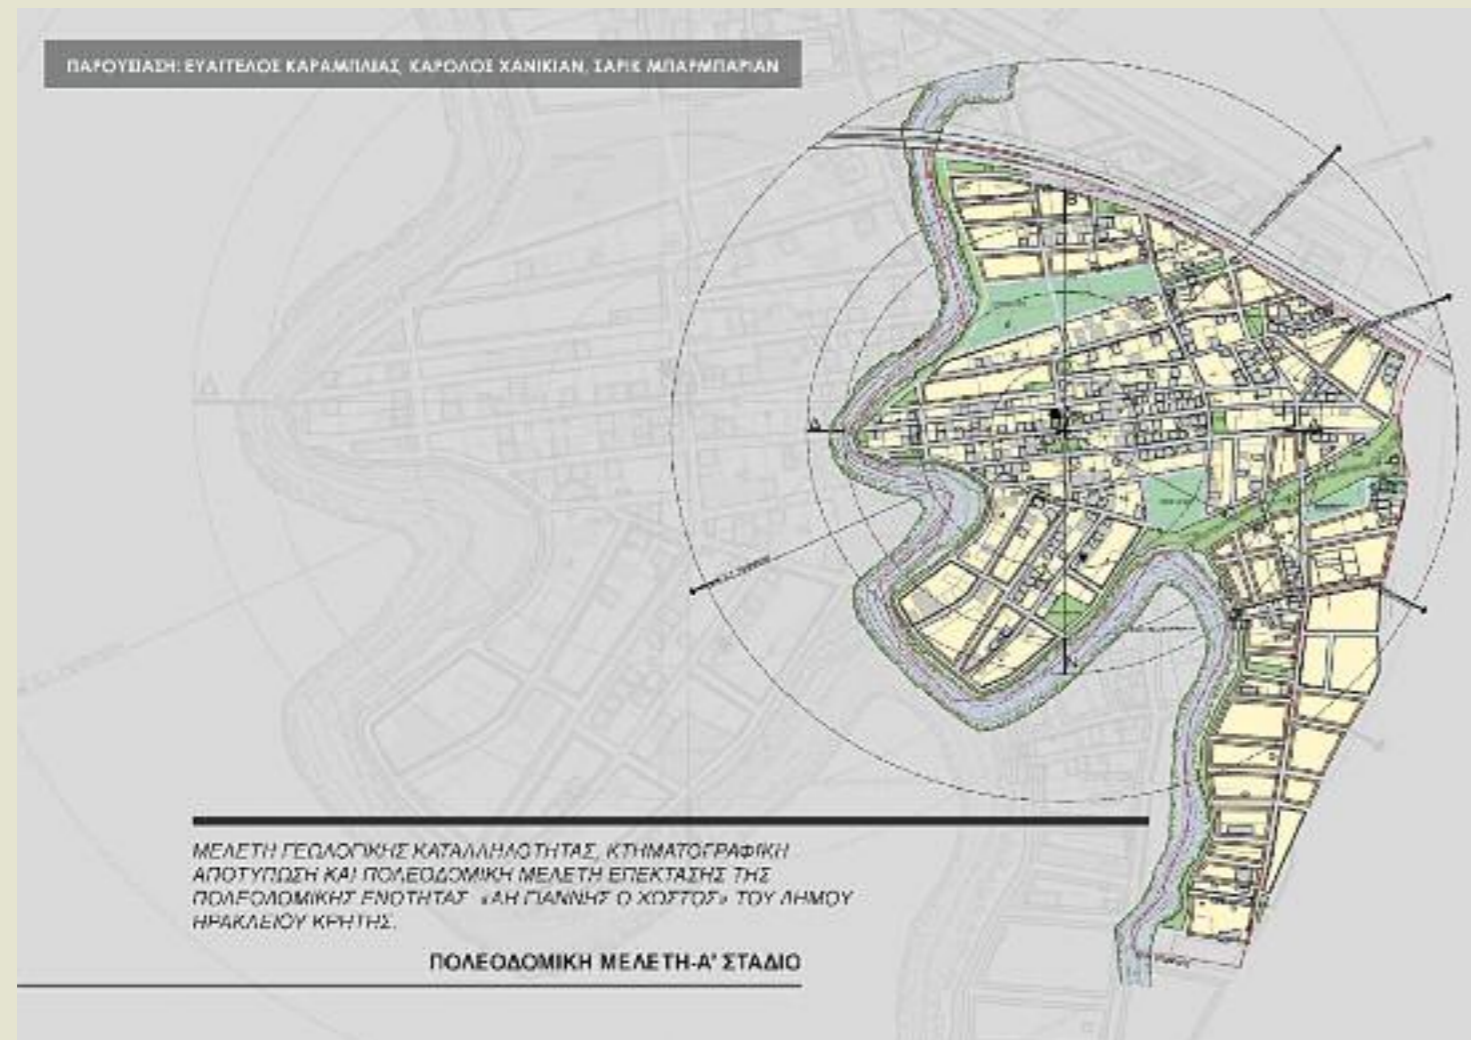 ΠΑΡΟΥΣΙΑΣΗ: ΕΥΑΓΓΕΛΟΣ ΚΑΡΑΜΠΛΙΑΣ, ΚΑΡΟΛΟΣ ΧΑΝΙΚΙΑΝ, ΣΑΡΙΚ ΜΠΑΡΜΠΑΡΙΑΝ
ΜΕΛΕΤΗ ΓΕΩΛΟΓΙΚΗΣ ΚΑΤΑΛΛΗΛΟΤΗΤΑΣ, ΚΤΗΜΑΤΟΓΡΑΦΙΚΗ
ΑΠΟΤΥΠΩΣΗ ΚΑΙ ΠΟΛΕΟΔΟΜΙΚΗ ΜΕΛΕΤΗ ΕΠΕΚΤΑΣΗΣ ΤΗΣ
ΠΟΛΕΟΔΟΜΙΚΗΣ ΕΝΟΤΗΤΑΣ «ΑΗ ΓΙΑΝΝΗΣ Ο ΧΩΣΤΟΣ» ΤΟΥ ΔΗΜΟΥ
ΗΡΑΚΛΕΙΟΥ ΚΡΗΤΗΣ.
ΠΟΛΕΟΔΟΜΙΚΗ ΜΕΛΕΤΗ-Α' ΣΤΑΔΙΟ